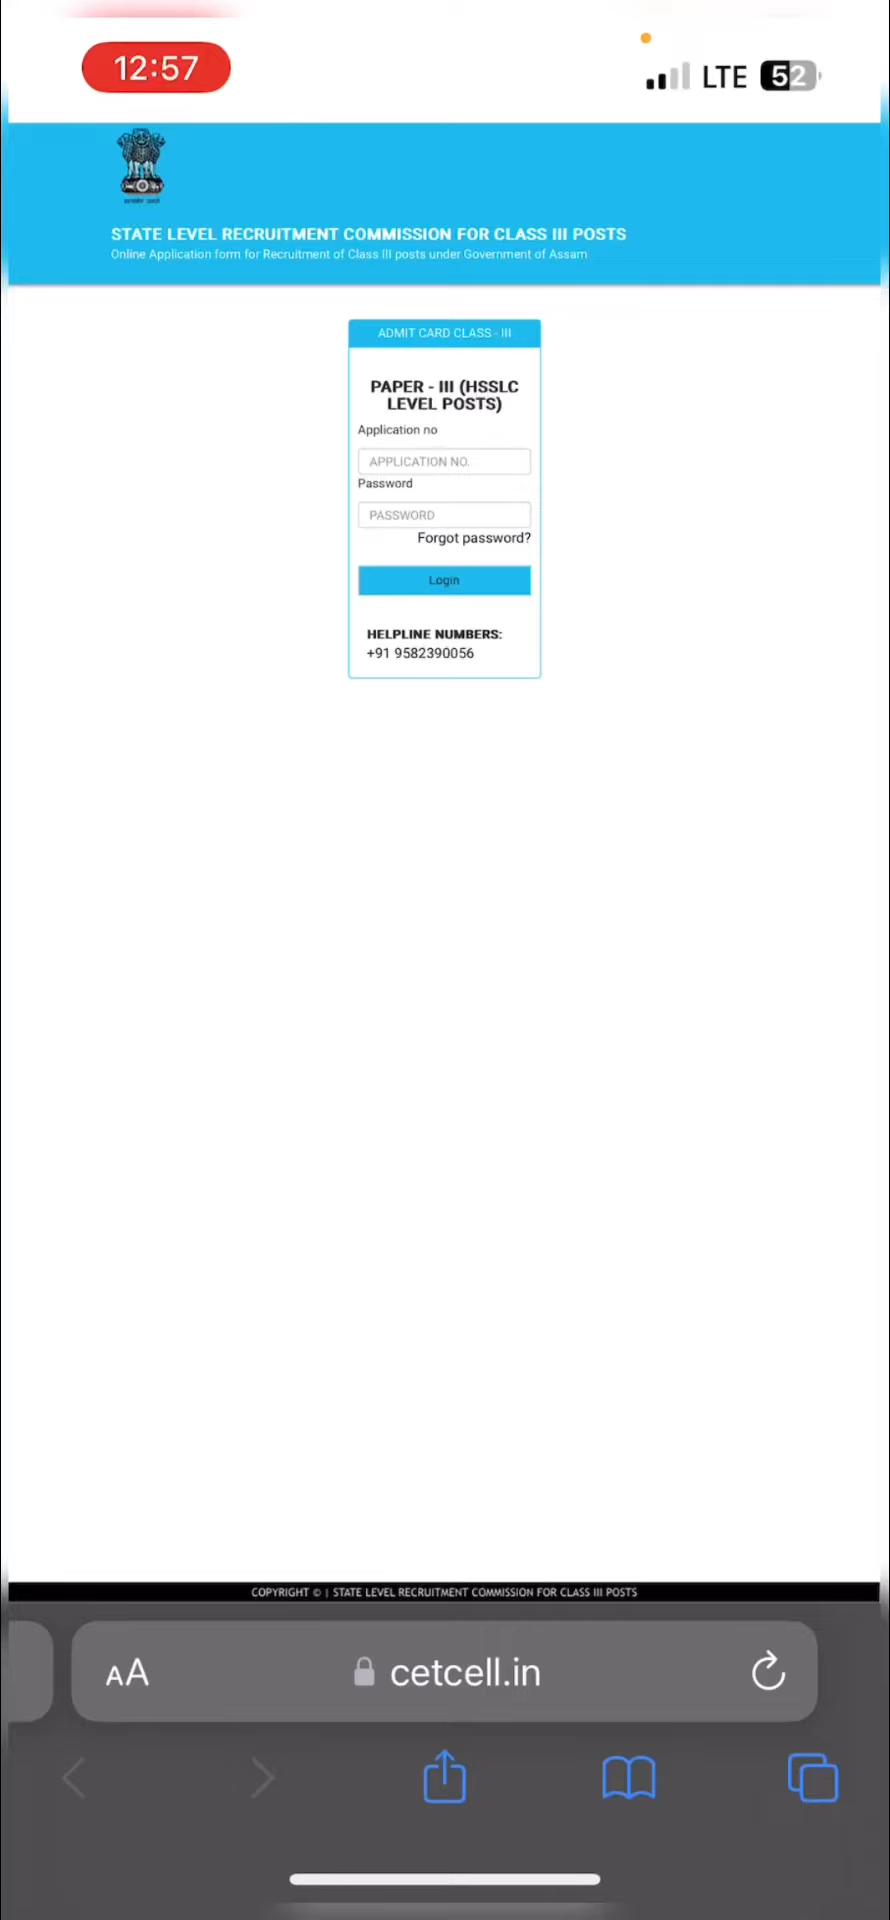 12:57
LTE 52
STATE LEVEL RECRUITMENT COMMISSION FOR CLASS III POSTS
Online Application form for Recruitment of Class III posts under Government of Assam
ADMIT CARD CLASS - III
PAPER - III (HSSLC
LEVEL POSTS)
Application no
APPLICATION NO.
Password
PASSWORD
Forgot password?
Login
HELPLINE NUMBERS:
+91 9582390056
COPYRIGHT © | STATE LEVEL RECRUITMENT COMMISSION FOR CLASS III POSTS
AA cetcell.in